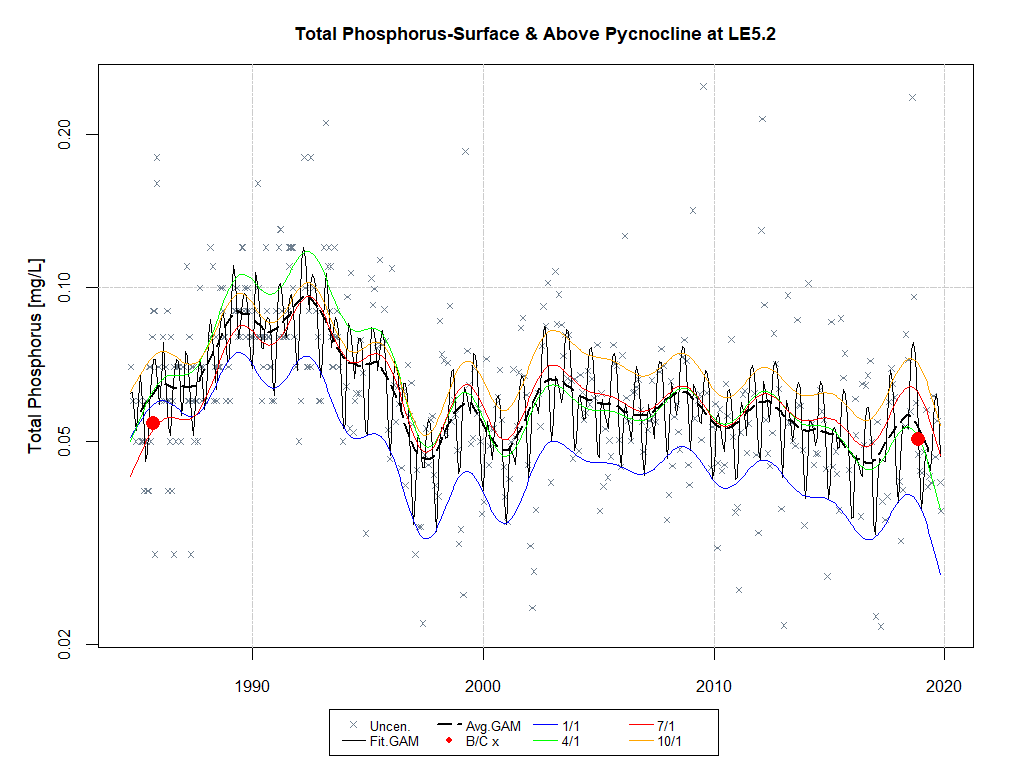 Total Phosphorus-Surface & Above Pycnocline at LE5.2
Total Phosphorus [mg/L]
0.20
0.10
0.05
0.02
1990 2000 2010 2020
Uncen. Avg.GAM 1/1 7/1
Fit.GAM B/C x 4/1 10/1